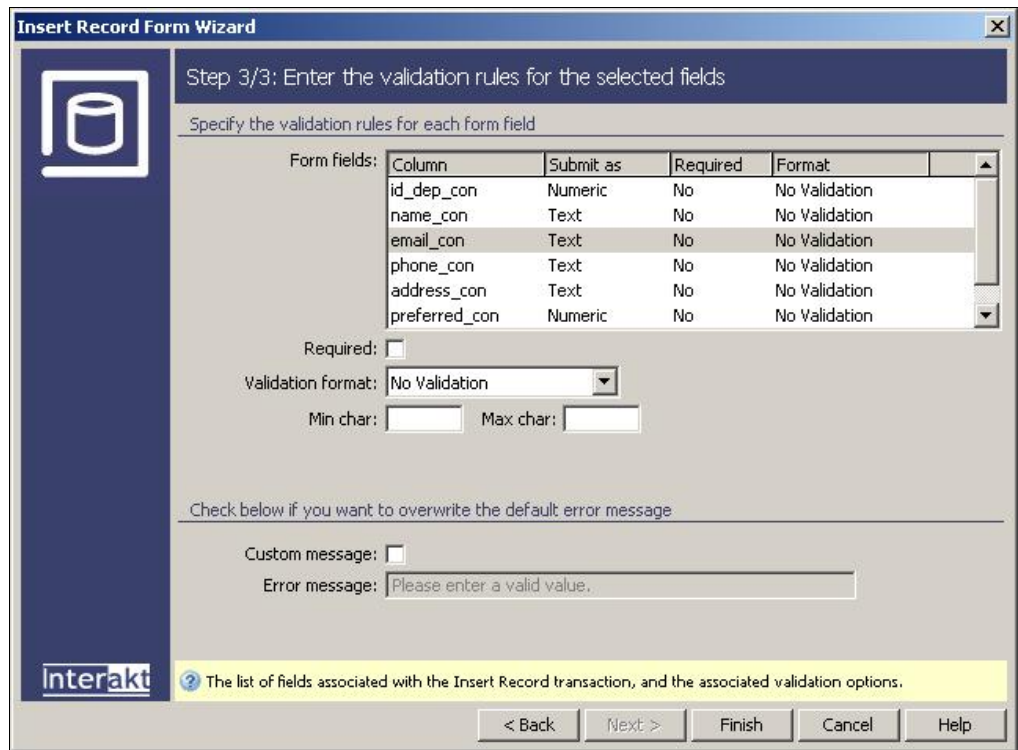 Insert Record Form Wizard
Step 3/3: Enter the validation rules for the selected fields
Specify the validation rules for each form field
Form fields: Column Submit as Required Format
id_dep_con Numeric No No Validation
name_con Text No No Validation
email_con Text No No Validation
phone_con Text No No Validation
address_con Text No No Validation
preferred_con Numeric No No Validation
Required:
Validation format: No Validation
Min char: Max char:
Check below if you want to overwrite the default error message
Custom message:
Error message: Please enter a valid value.
Interakt
The list of fields associated with the Insert Record transaction, and the associated validation options.
< Back Next > Finish Cancel Help